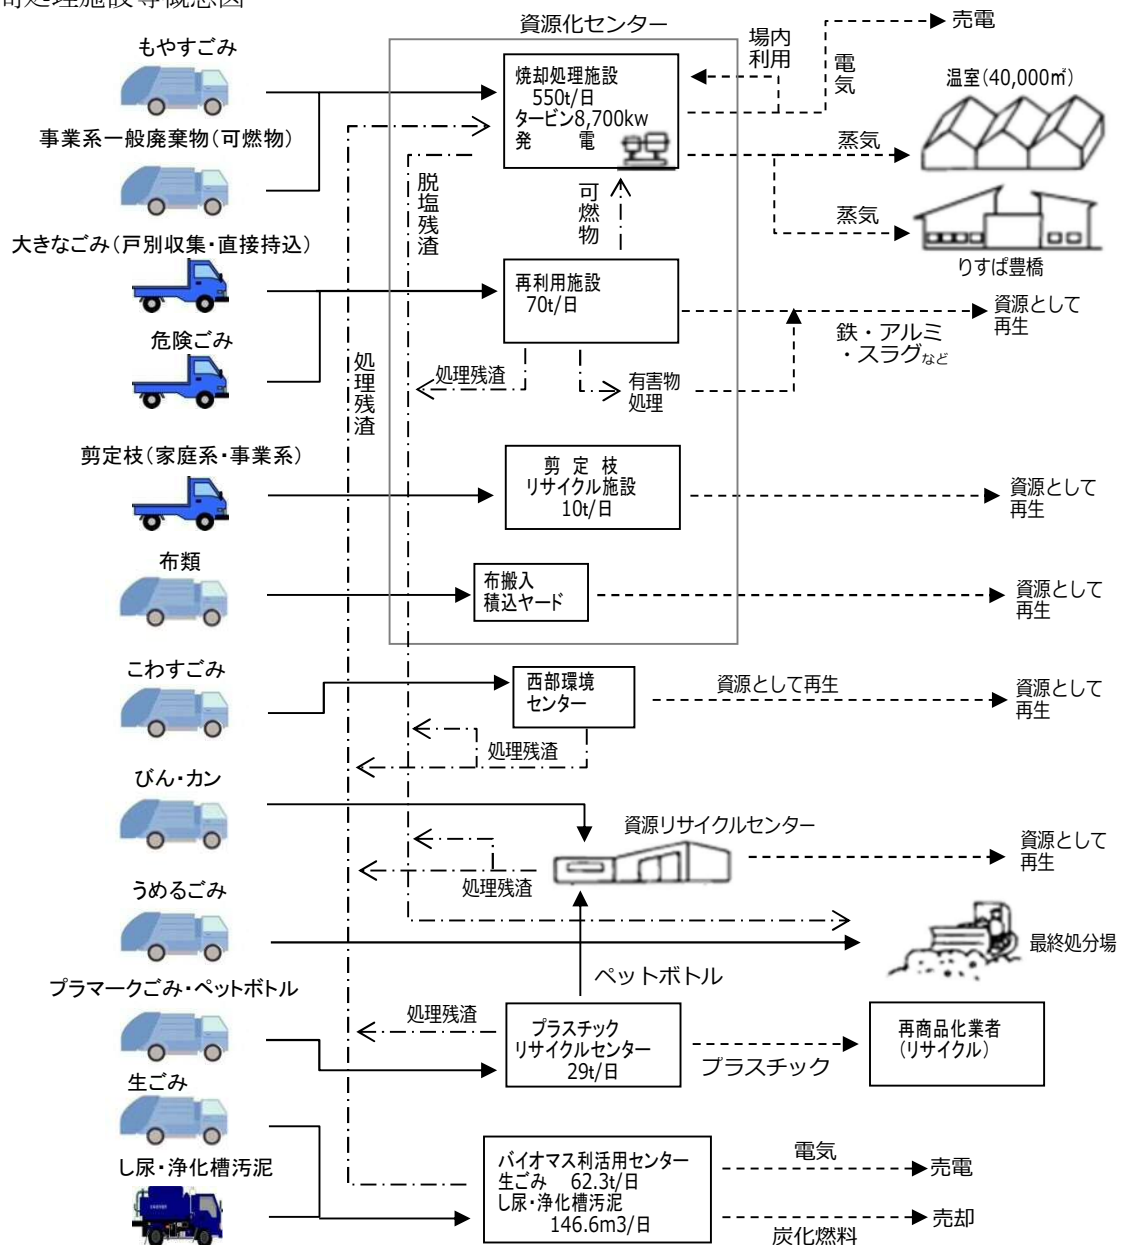 処理施設等概念図
資源化センター
もやすごみ
焼却処理施設
550t/日
タービン8,700kw
発　電
場内
利用
電気
売電
温室(40,000㎡)
事業系一般廃棄物(可燃物)
脱塩残渣
可燃物
蒸気
蒸気
りすぱ豊橋
大きなごみ(戸別収集・直接持込)
再利用施設
70t/日
資源として
再生
鉄・アルミ
・スラグなど
危険ごみ
処理残渣
処理残渣
有害物
処理
剪定枝(家庭系・事業系)
剪　定　枝
リサイクル施設
10t/日
資源として
再生
布類
布搬入
積込ヤード
資源として
再生
こわすごみ
西部環境
センター
資源として再生
資源として
再生
処理残渣
びん・カン
資源リサイクルセンター
資源として
再生
処理残渣
うめるごみ
最終処分場
ペットボトル
プラマークごみ・ペットボトル
処理残渣
プラスチック
リサイクルセンター
29t/日
プラスチック
再商品化業者
(リサイクル)
生ごみ
バイオマス利活用センター
生ごみ　62.3t/日
し尿・浄化槽汚泥
146.6m3/日
電気
売電
し尿・浄化槽汚泥
炭化燃料
売却